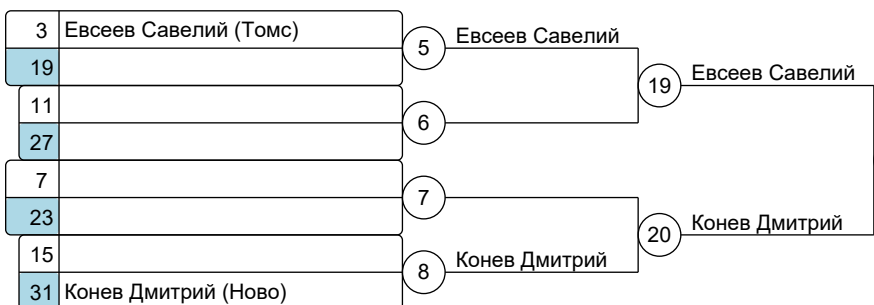 3 Евсеев Савелий (Томс)
19
11
27
7
23
15
31 Конев Дмитрий (Ново)
5 Евсеев Савелий
6
7
8 Конев Дмитрий
19 Евсеев Савелий
20 Конев Дмитрий